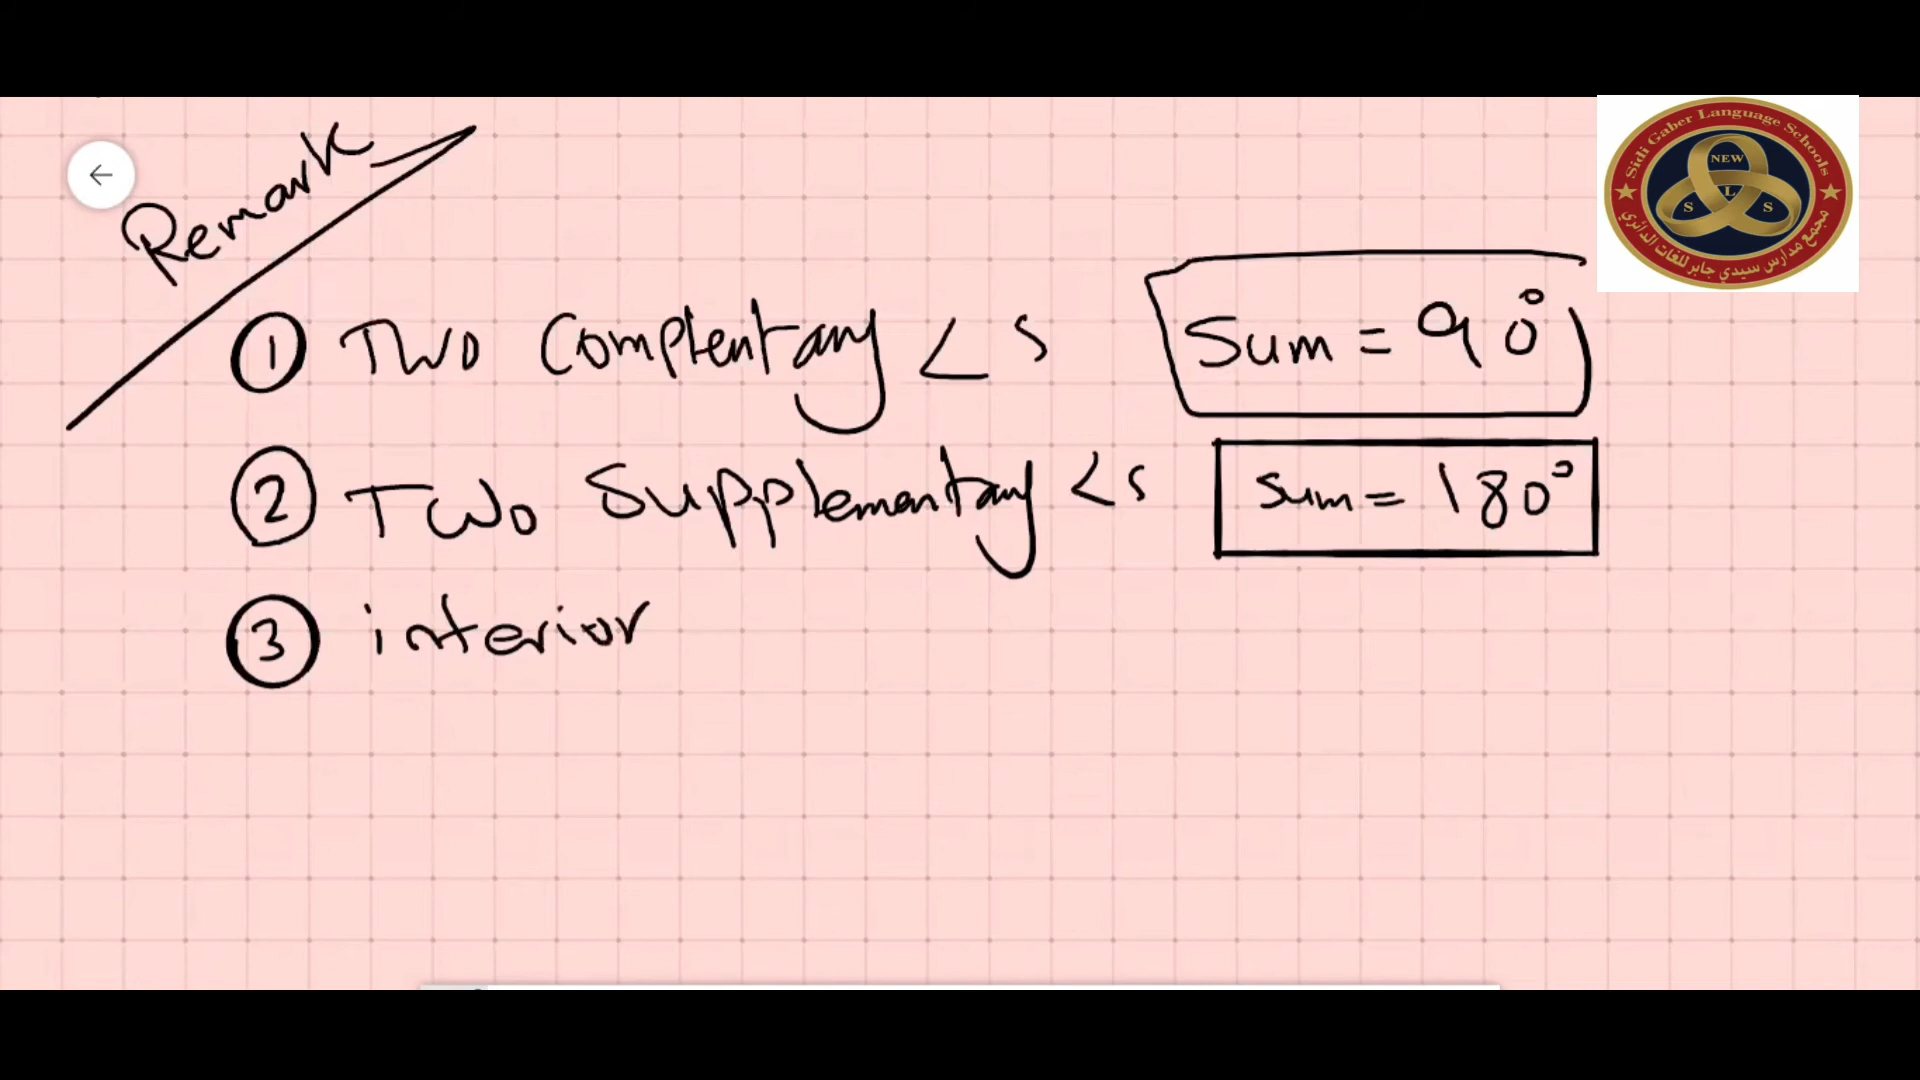 Remark
① Two Complentary <s Sum = 90°
② Two Supplementary <s Sum = 180°
③ interior
Sidi Gaber Language Schools
NEW
L
S S
مجمع مدارس سيدي جابر للغات الدائري